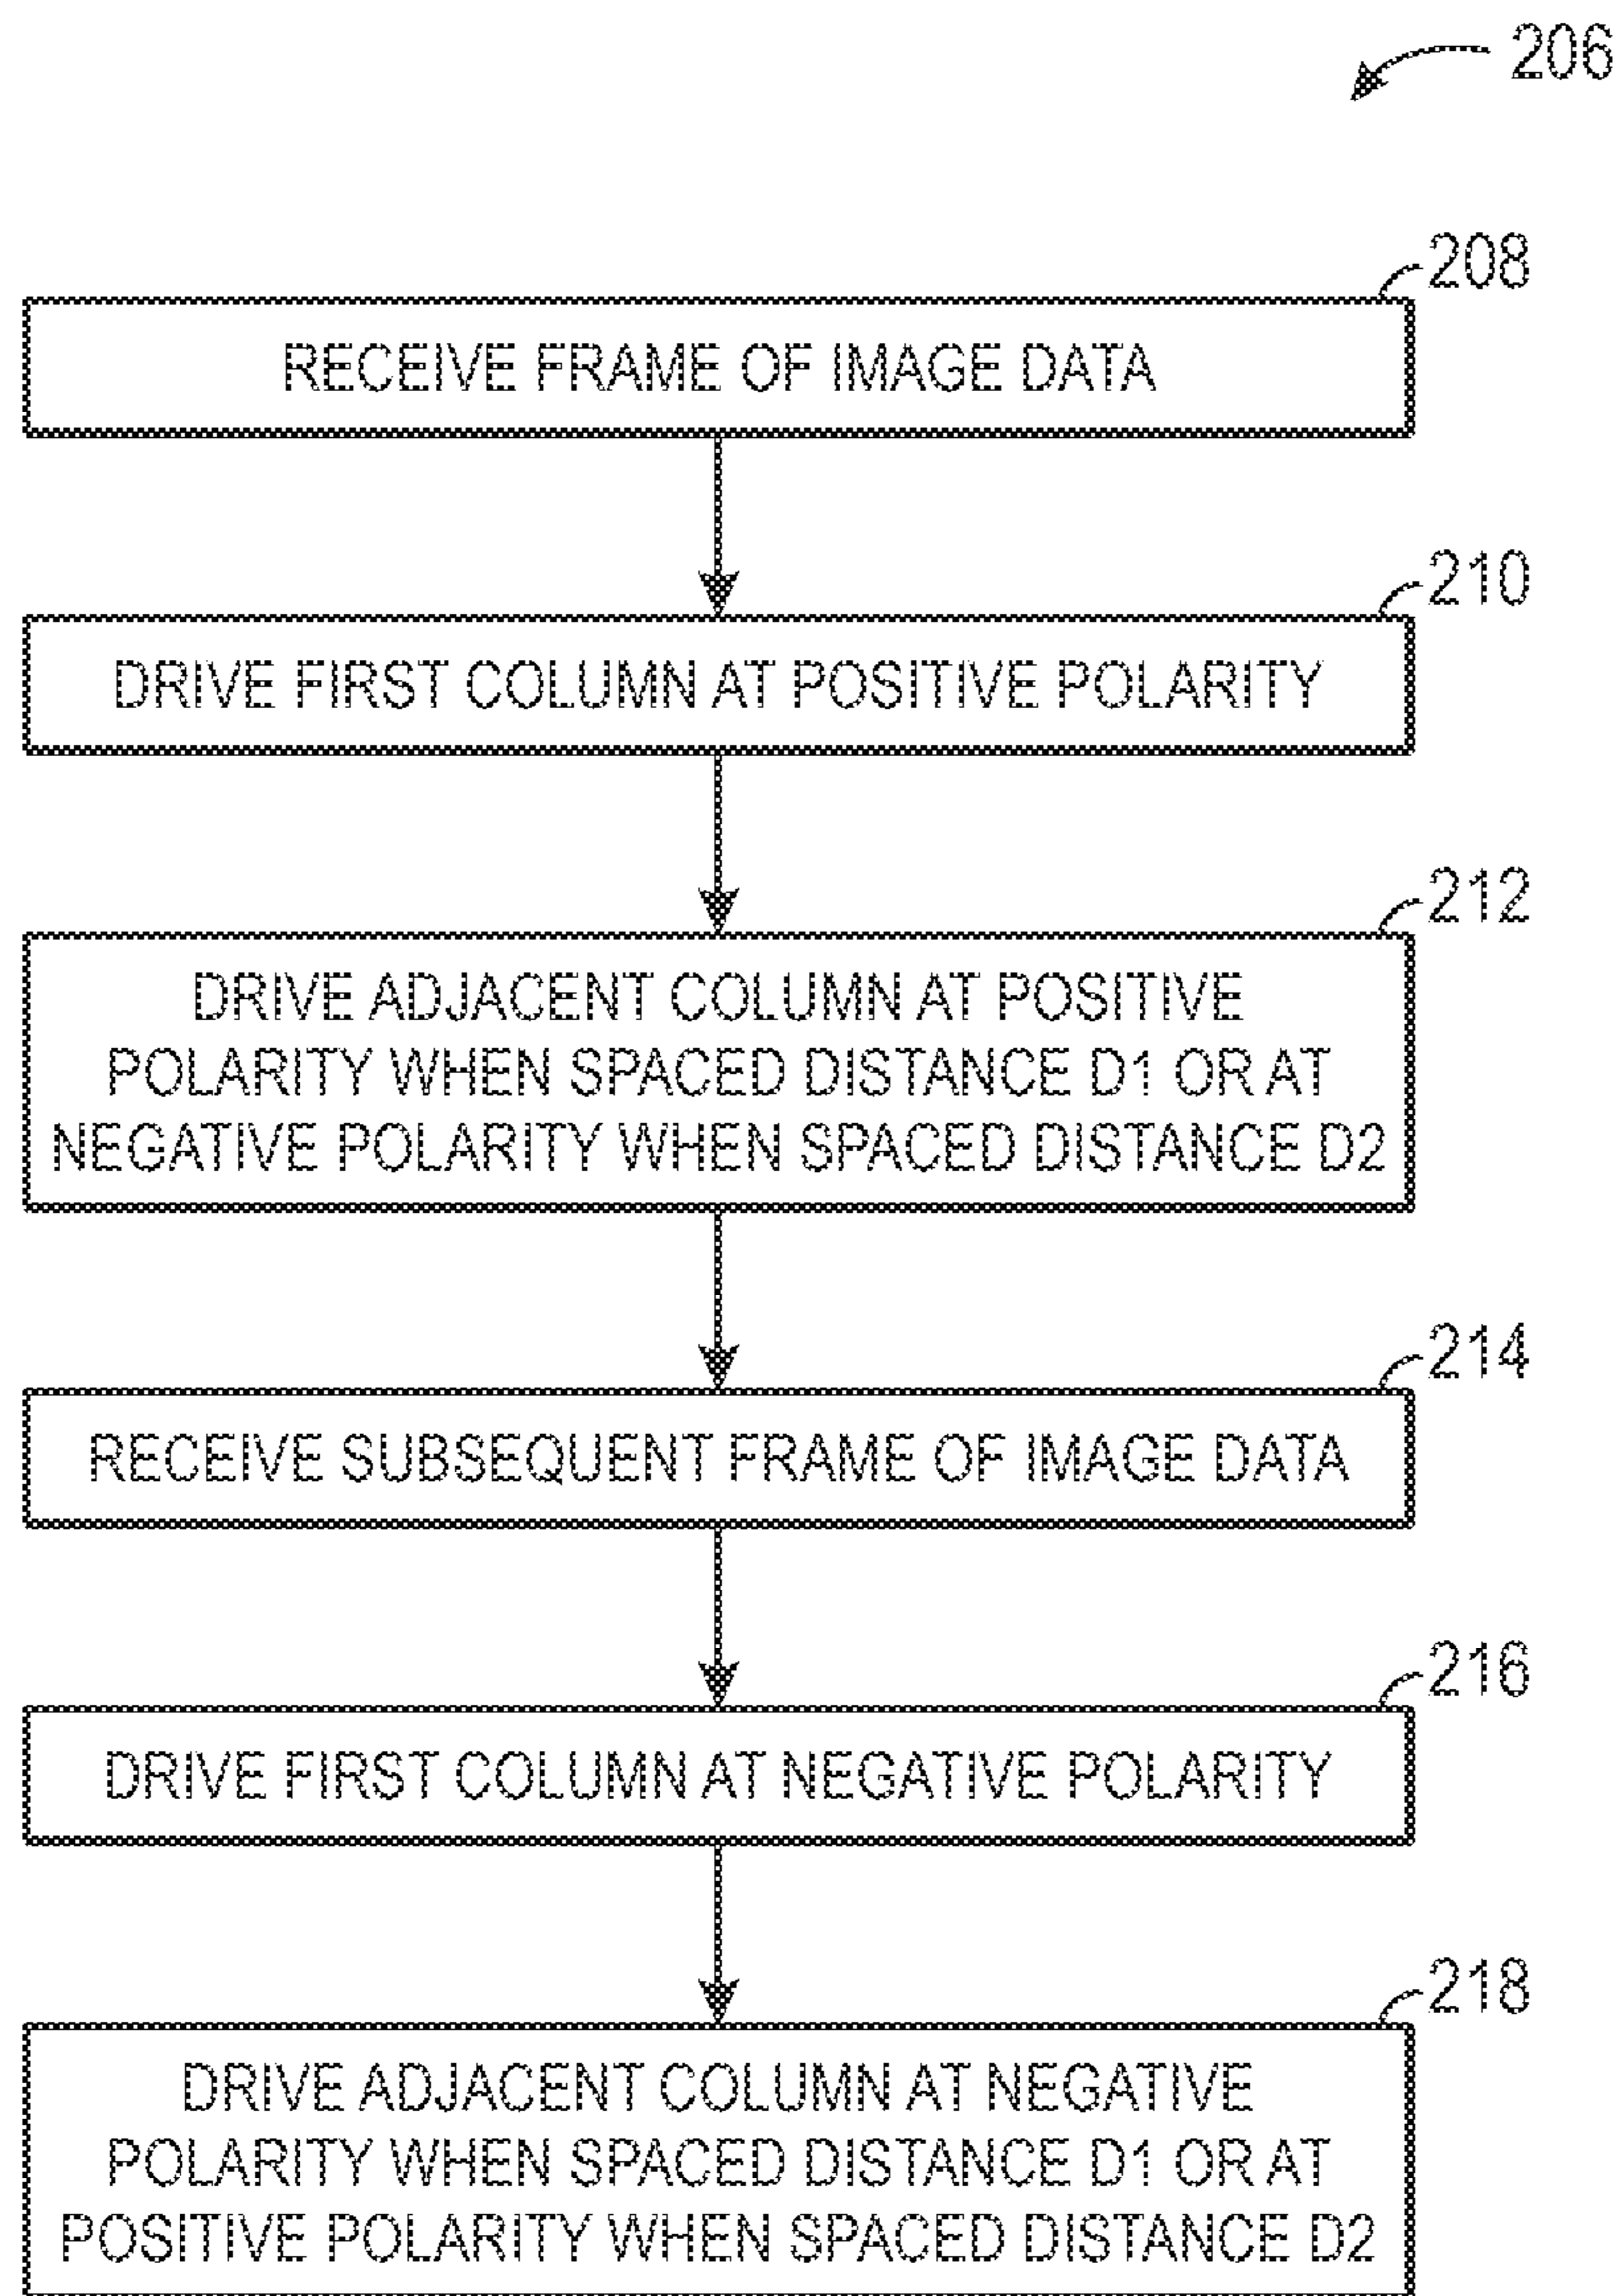 206
208
RECEIVE FRAME OF IMAGE DATA
210
DRIVE FIRST COLUMN AT POSITIVE POLARITY
212
DRIVE ADJACENT COLUMN AT POSITIVE
POLARITY WHEN SPACED DISTANCE D1 OR AT
NEGATIVE POLARITY WHEN SPACED DISTANCE D2
214
RECEIVE SUBSEQUENT FRAME OF IMAGE DATA
216
DRIVE FIRST COLUMN AT NEGATIVE POLARITY
218
DRIVE ADJACENT COLUMN AT NEGATIVE
POLARITY WHEN SPACED DISTANCE D1 OR AT
POSITIVE POLARITY WHEN SPACED DISTANCE D2